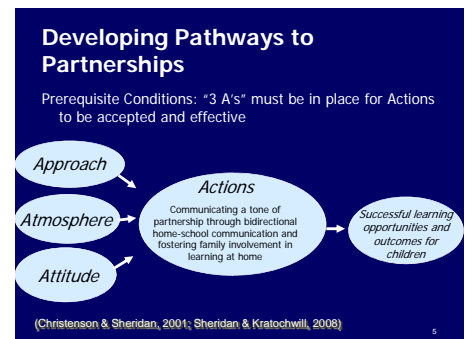 Developing Pathways to
Partnerships
Prerequisite Conditions: "3 A's" must be in place for Actions
to be accepted and effective
Approach
Atmosphere
Attitude
Actions
Communicating a tone of
partnership through bidirectional
home-school communication and
fostering family involvement in
learning at home
Successful learning
opportunities and
outcomes for
children
(Christenson & Sheridan, 2001; Sheridan & Kratochwill, 2008)
5